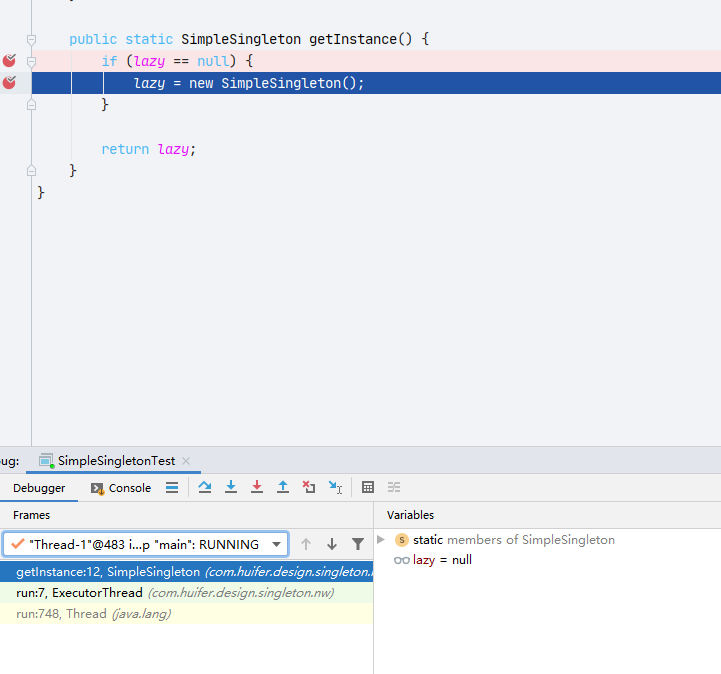 public static SimpleSingleton getInstance() {
if (lazy == null) {
lazy = new SimpleSingleton();
}
return lazy;
}
}
ug: SimpleSingletonTest
Debugger Console
Frames Variables
"Thread-1"@483 i...p "main": RUNNING
getInstance:12, SimpleSingleton (com.huifer.design.singleton.
run:7, ExecutorThread (com.huifer.design.singleton.nw)
run:748, Thread (java.lang)
static members of SimpleSingleton
lazy = null